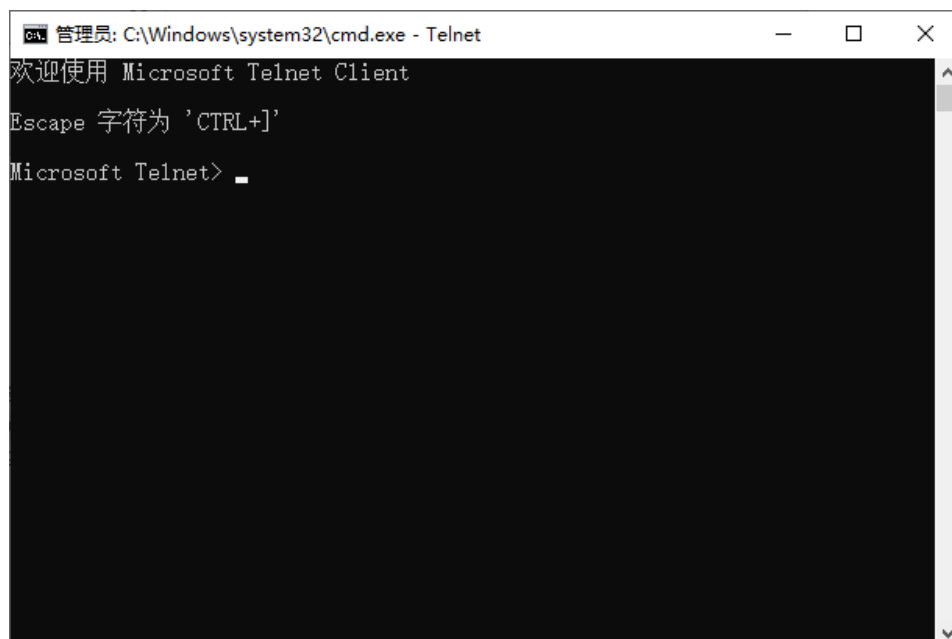 管理员: C:\Windows\system32\cmd.exe - Telnet
欢迎使用 Microsoft Telnet Client
Escape 字符为 'CTRL+]'
Microsoft Telnet>